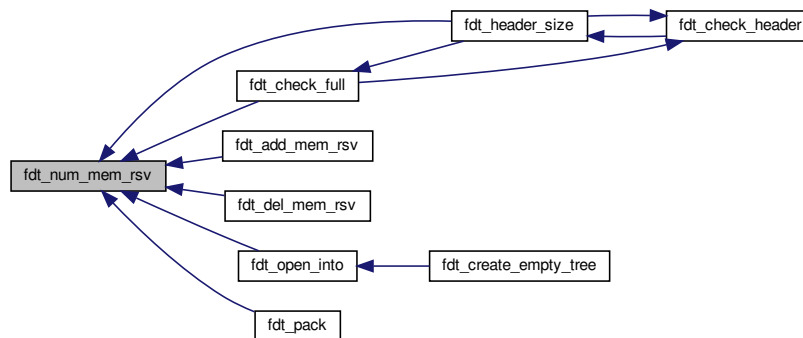 fdt_header_size
fdt_check_header
fdt_check_full
fdt_add_mem_rsv
fdt_num_mem_rsv
fdt_del_mem_rsv
fdt_open_into
fdt_create_empty_tree
fdt_pack